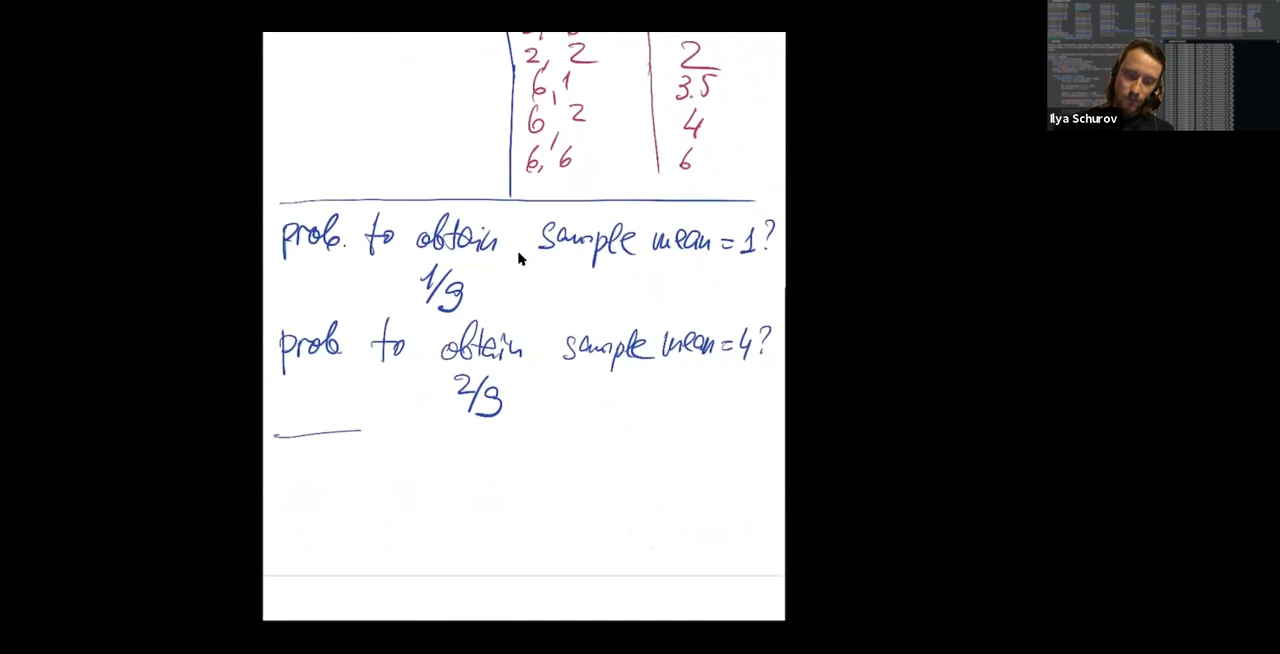 2, 2 2
6, 1 3.5
6, 2 4
6, 6 6
prob. to obtain sample mean = 1?
1/9
prob. to obtain sample mean = 4?
2/9
Ilya Schurov